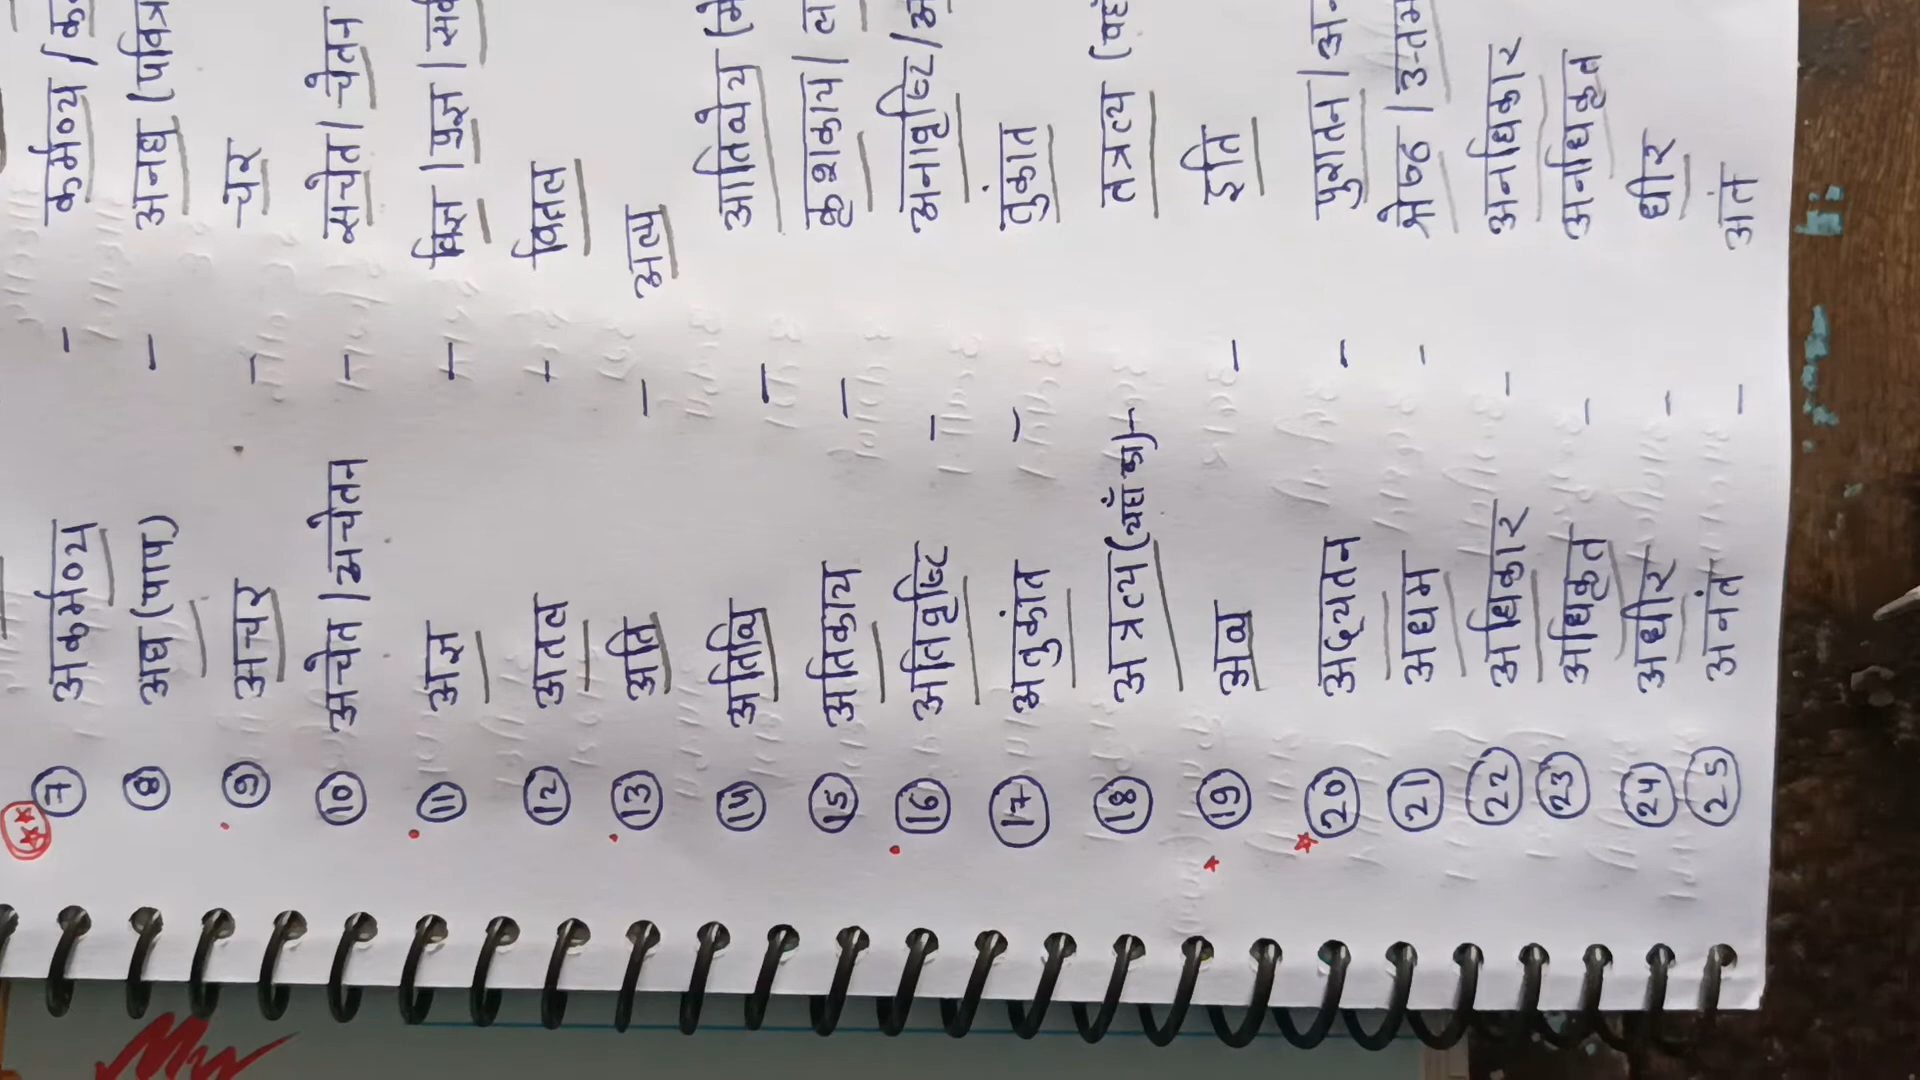 7 अकर्मण्य - कर्मण्य /
8 अघ (पाप) - अनघ (पवित्र
9 अचर - चर
10 अचेत / अचेतन - सचेत / चेतन
11 अज्ञ - विज्ञ / प्रज्ञ /
12 अतल - वितल
13 अति - अल्प
14 अतिथि - आतिथेय
15 अतिकाय - कृशकाय /
16 अतिवृष्टि - अनावृष्टि /
17 अतुकांत - तुकांत
18 अत्रत्य (यहाँ का) - तत्रत्य
19 अथ - इति
20 अद्यतन - पुरातन /
21 अधम - श्रेष्ठ / उत्तम
22 अधिकार - अनधिकार
23 अधिकृत - अनधिकृत
24 अधीर - धीर
25 अनंत - अंत